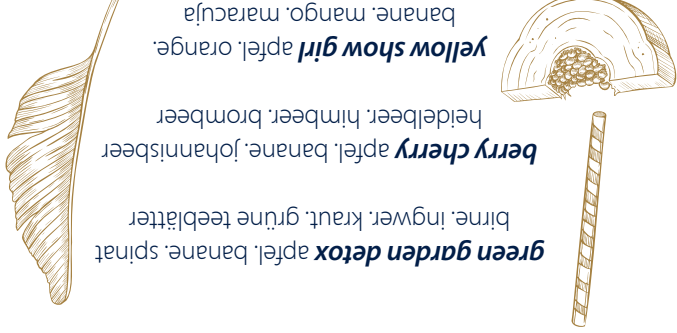 green garden detox apfel. banane. spinat
birne. ingwer. kraut. grüne teeblätter
berry cherry apfel. banane. johannisbeer
heidelbeer. himbeer. brombeer
yellow show girl apfel. orange.
banane. mango. maracuja